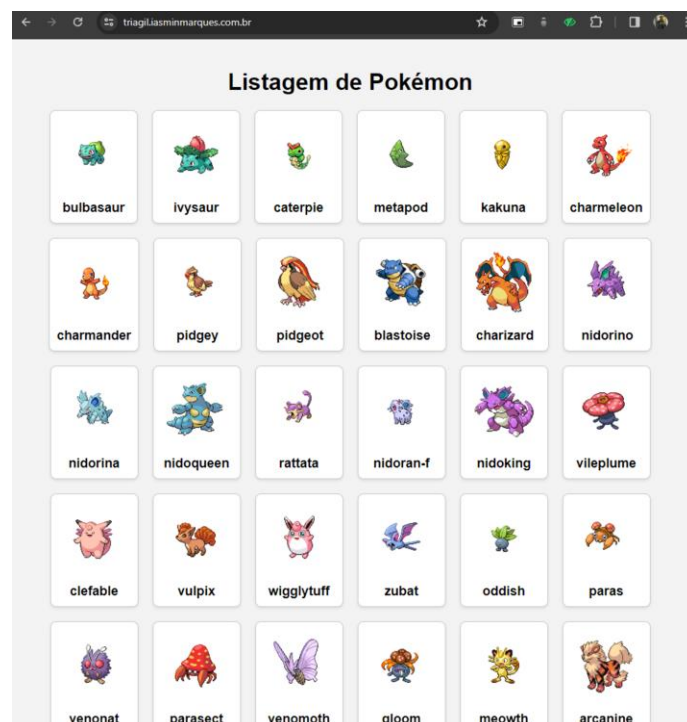 triagil.iasminmarques.com.br
Listagem de Pokémon
bulbasaur ivysaur caterpie metapod kakuna charmeleon
charmander pidgey pidgeot blastoise charizard nidorino
nidorina nidoqueen rattata nidoran-f nidoking vileplume
clefable vulpix wigglytuff zubat oddish paras
venonat parasect venomoth gloom meowth arcanine